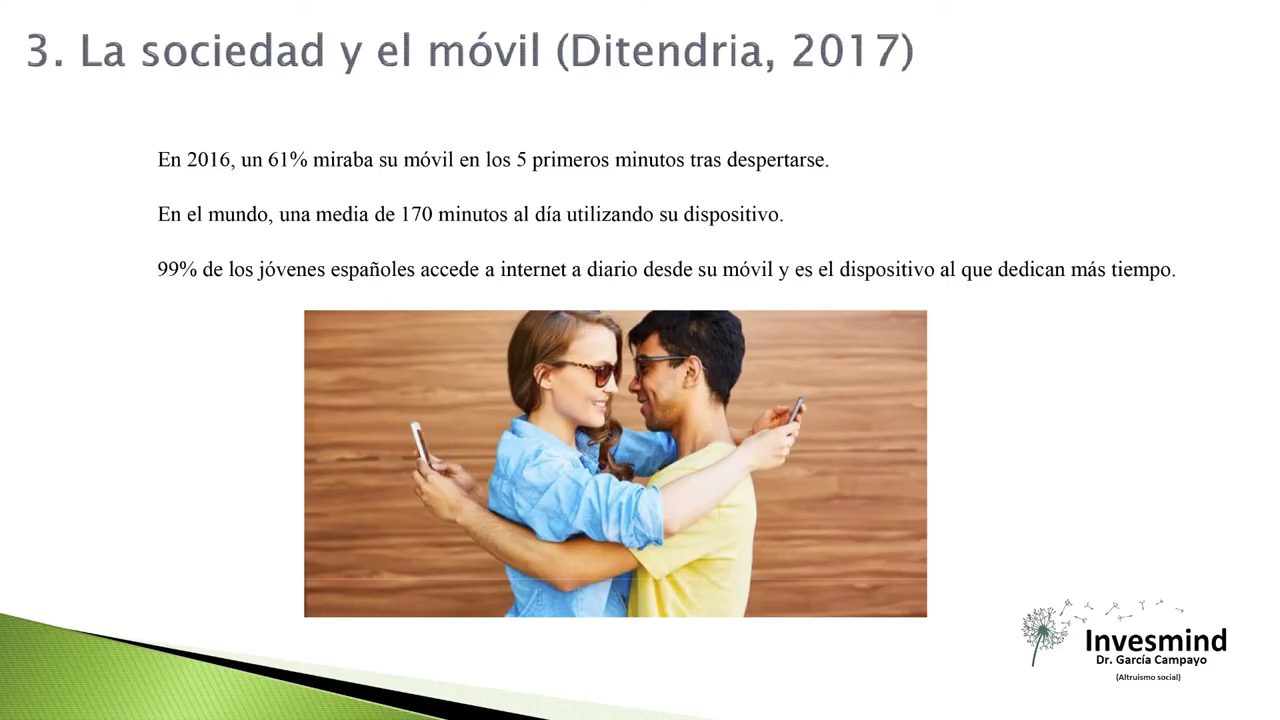 3. La sociedad y el móvil (Ditendria, 2017)
En 2016, un 61% miraba su móvil en los 5 primeros minutos tras despertarse.
En el mundo, una media de 170 minutos al día utilizando su dispositivo.
99% de los jóvenes españoles accede a internet a diario desde su móvil y es el dispositivo al que dedican más tiempo.
Invesmind
Dr. García Campayo
(Altruismo social)